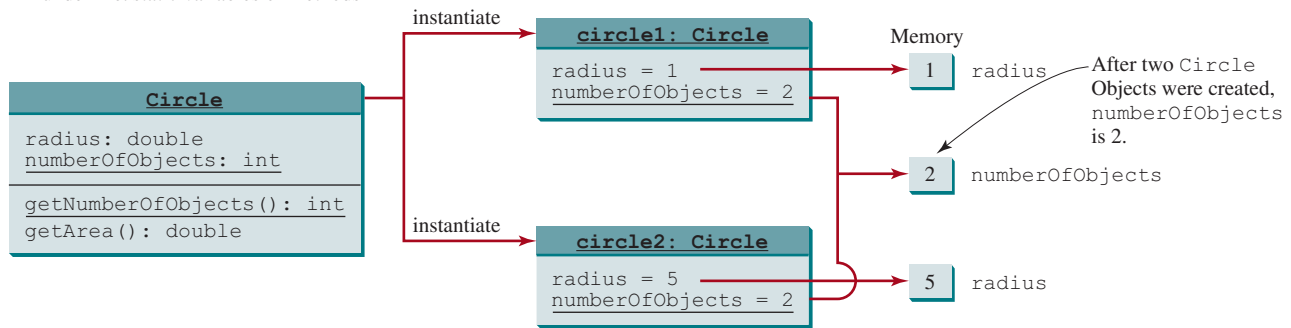 instantiate
circle1: Circle
radius = 1
numberOfObjects = 2
Memory
1 radius
After two Circle
Objects were created,
numberOfObjects
is 2.
Circle
radius: double
numberOfObjects: int
getNumberOfObjects(): int
getArea(): double
2 numberOfObjects
instantiate
circle2: Circle
radius = 5
numberOfObjects = 2
5 radius